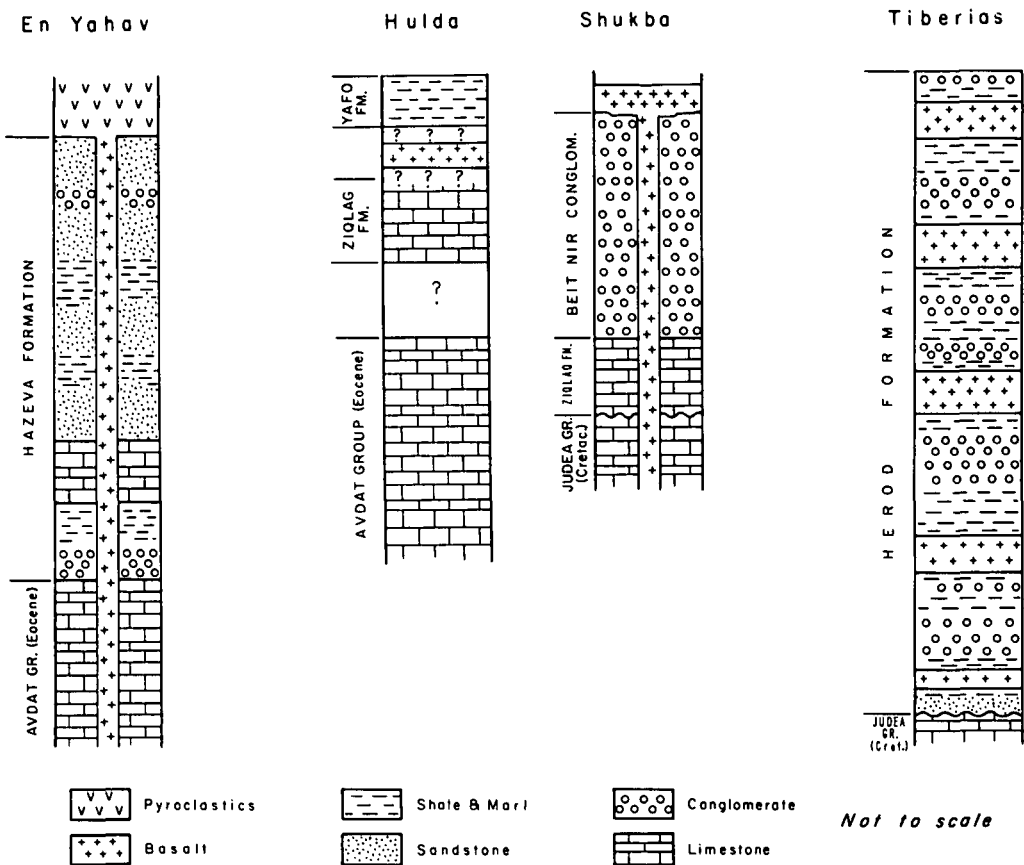 En Yahav
Hulda
Shukba
Tiberias
HAZEVA FORMATION
AVDAT GR. (Eocene)
YAFO
FM.
? ? ?
? ? ?
ZIQLAG
FM.
?
AVDAT GROUP (Eocene)
BEIT NIR CONGLOM.
ZIQLAG FM.
JUDEA GR.
(Cretac.)
HEROD FORMATION
JUDEA
GR.
(Cret.)
Pyroclastics
Shale & Marl
Conglomerate
Basalt
Sandstone
Limestone
Not to scale